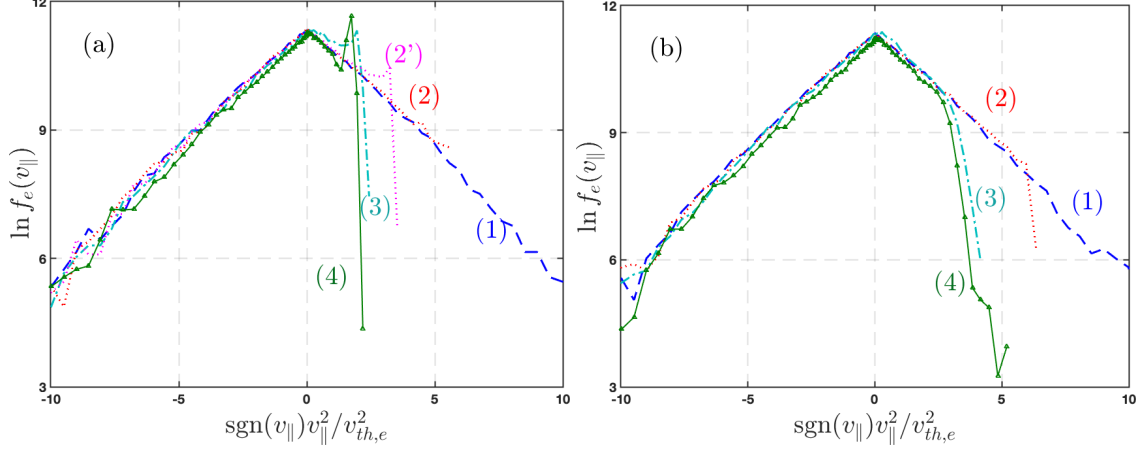 12
(a)
(2')
(2)
9
ln f_e(v_∥)
(3)
(1)
6
(4)
3
-10 -5 0 5 10
sgn(v_∥)v_∥^2/v_{th,e}^2
12
(b)
(2)
9
ln f_e(v_∥)
(3)
(1)
6
(4)
3
-10 -5 0 5 10
sgn(v_∥)v_∥^2/v_{th,e}^2